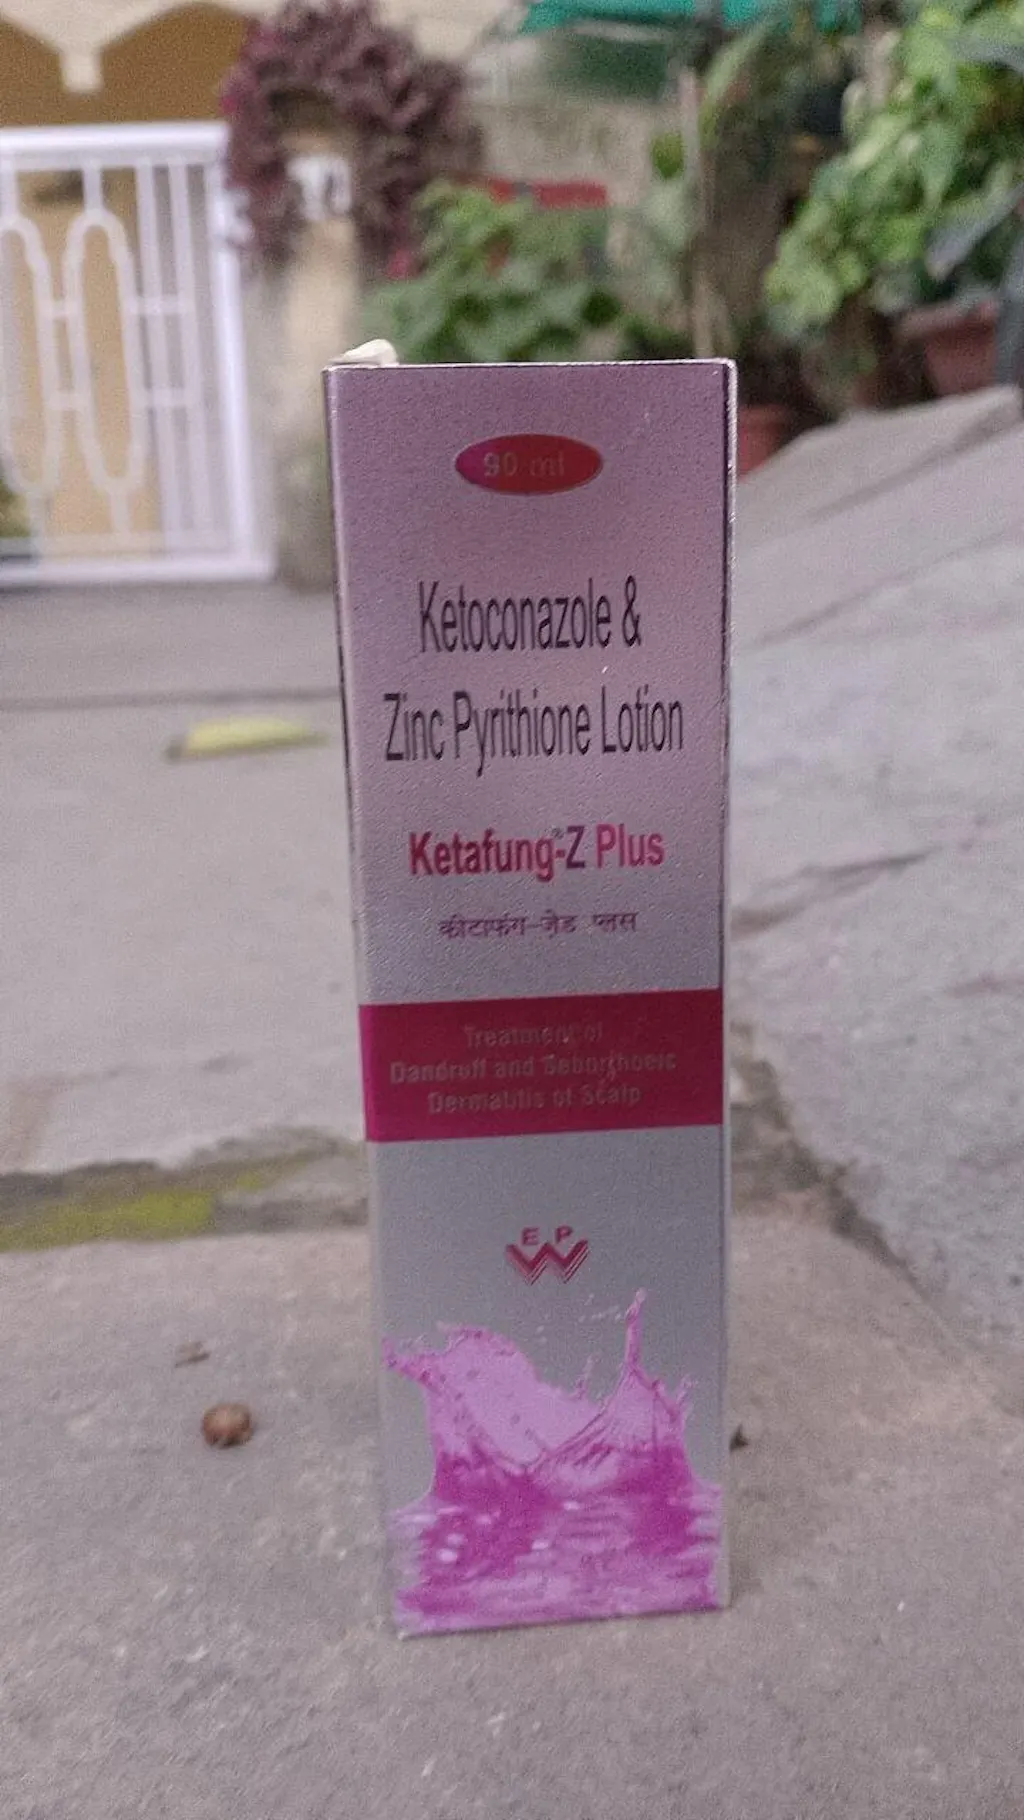 90 ml
Ketoconazole &
Zinc Pyrithione Lotion
Ketafung®-Z Plus
कीटाफंग-ज़ेड प्लस
Treatment of
Dandruff and Seborrhoeic
Dermatitis of Scalp
E P
W